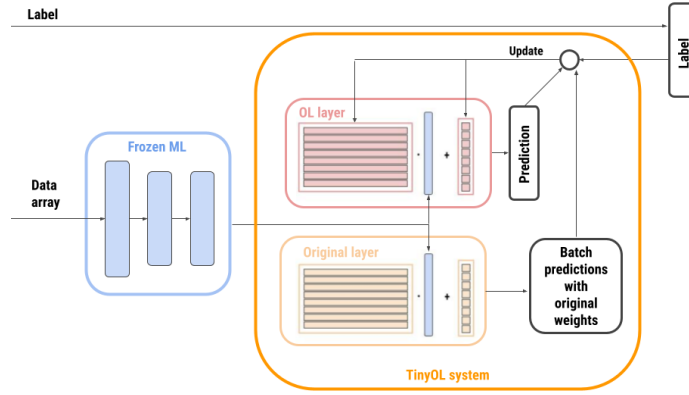 Label
Label
Update
OL layer
Frozen ML
Prediction
Data
array
Original layer
Batch
predictions
with
original
weights
TinyOL system